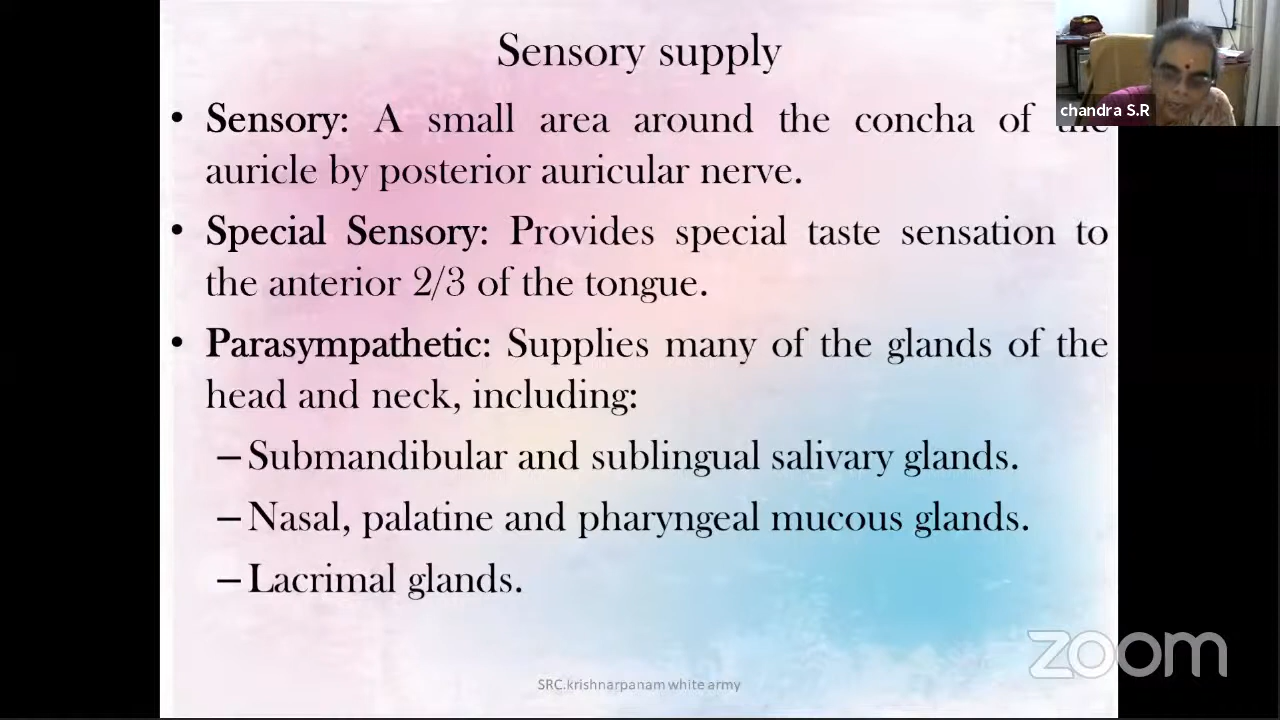 Sensory supply
• Sensory: A small area around the concha of the
auricle by posterior auricular nerve.
• Special Sensory: Provides special taste sensation to
the anterior 2/3 of the tongue.
• Parasympathetic: Supplies many of the glands of the
head and neck, including:
– Submandibular and sublingual salivary glands.
– Nasal, palatine and pharyngeal mucous glands.
– Lacrimal glands.
SRC.krishnarpanam white army
chandra S.R
zoom